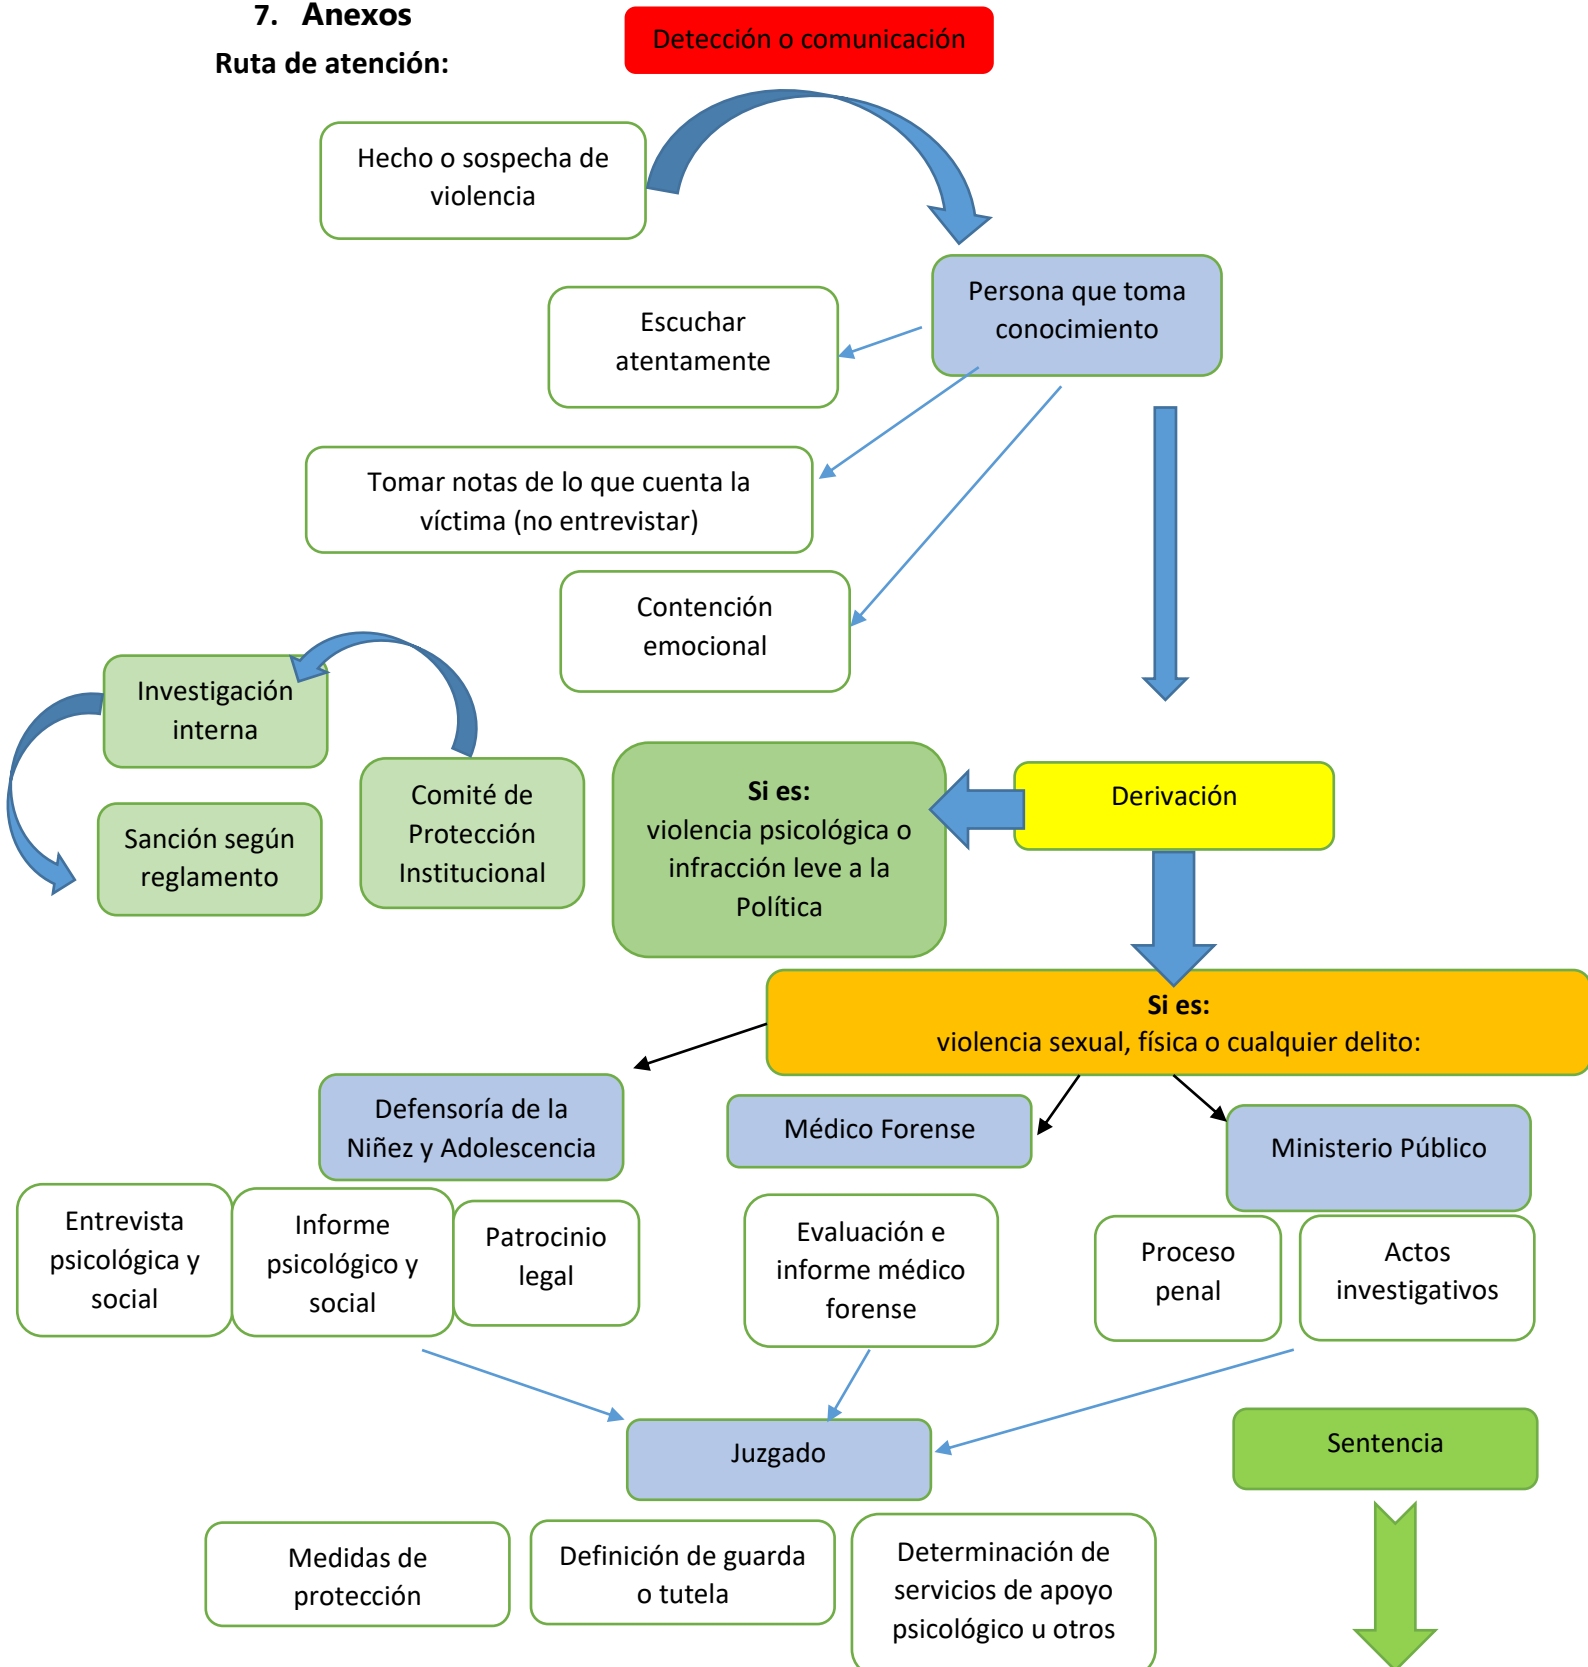 7. Anexos
Ruta de atención:
Detección o comunicación
Hecho o sospecha de
violencia
Persona que toma
conocimiento
Escuchar
atentamente
Tomar notas de lo que cuenta la
víctima (no entrevistar)
Contención
emocional
Investigación
interna
Sanción según
reglamento
Comité de
Protección
Institucional
Si es:
violencia psicológica o
infracción leve a la
Política
Derivación
Si es:
violencia sexual, física o cualquier delito:
Defensoría de la
Niñez y Adolescencia
Médico Forense
Ministerio Público
Entrevista
psicológica y
social
Informe
psicológico y
social
Patrocinio
legal
Evaluación e
informe médico
forense
Proceso
penal
Actos
investigativos
Juzgado
Sentencia
Medidas de
protección
Definición de guarda
o tutela
Determinación de
servicios de apoyo
psicológico u otros